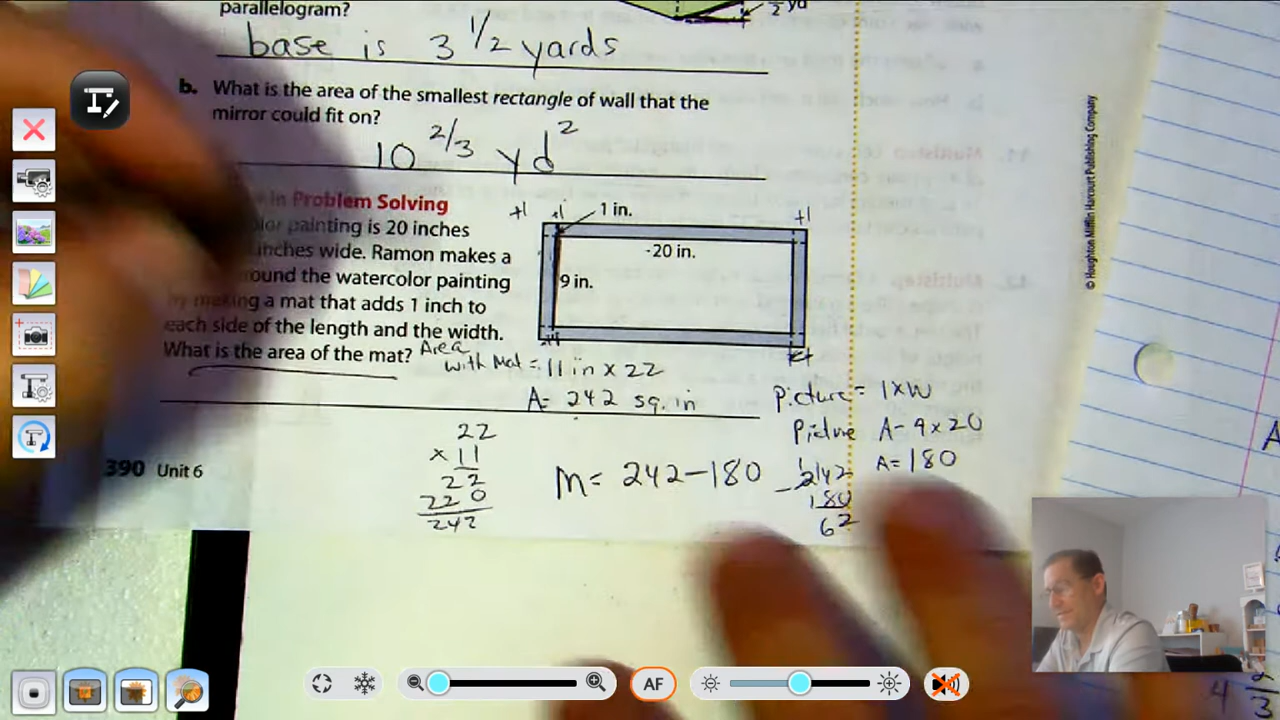 parallelogram?
yd
2
base is 3 1/2 yards
b. What is the area of the smallest rectangle of wall that the
mirror could fit on?
10 2/3 yd²
in Problem Solving
painting is 20 inches
inches wide. Ramon makes a
the watercolor painting
making a mat that adds 1 inch to
each side of the length and the width.
What is the area of the mat?
+1
+1
1 in.
+1
-20 in.
9 in.
Area
with Mat = 11 in x 22
A= 242 sq. in
Picture = l x W
Picture A- 9 x 20
A= 180
22
x 11
22
220
242
M= 242-180
242
- 180
62
390 Unit 6
© Houghton Mifflin Harcourt Publishing Company
AF
A
4
3